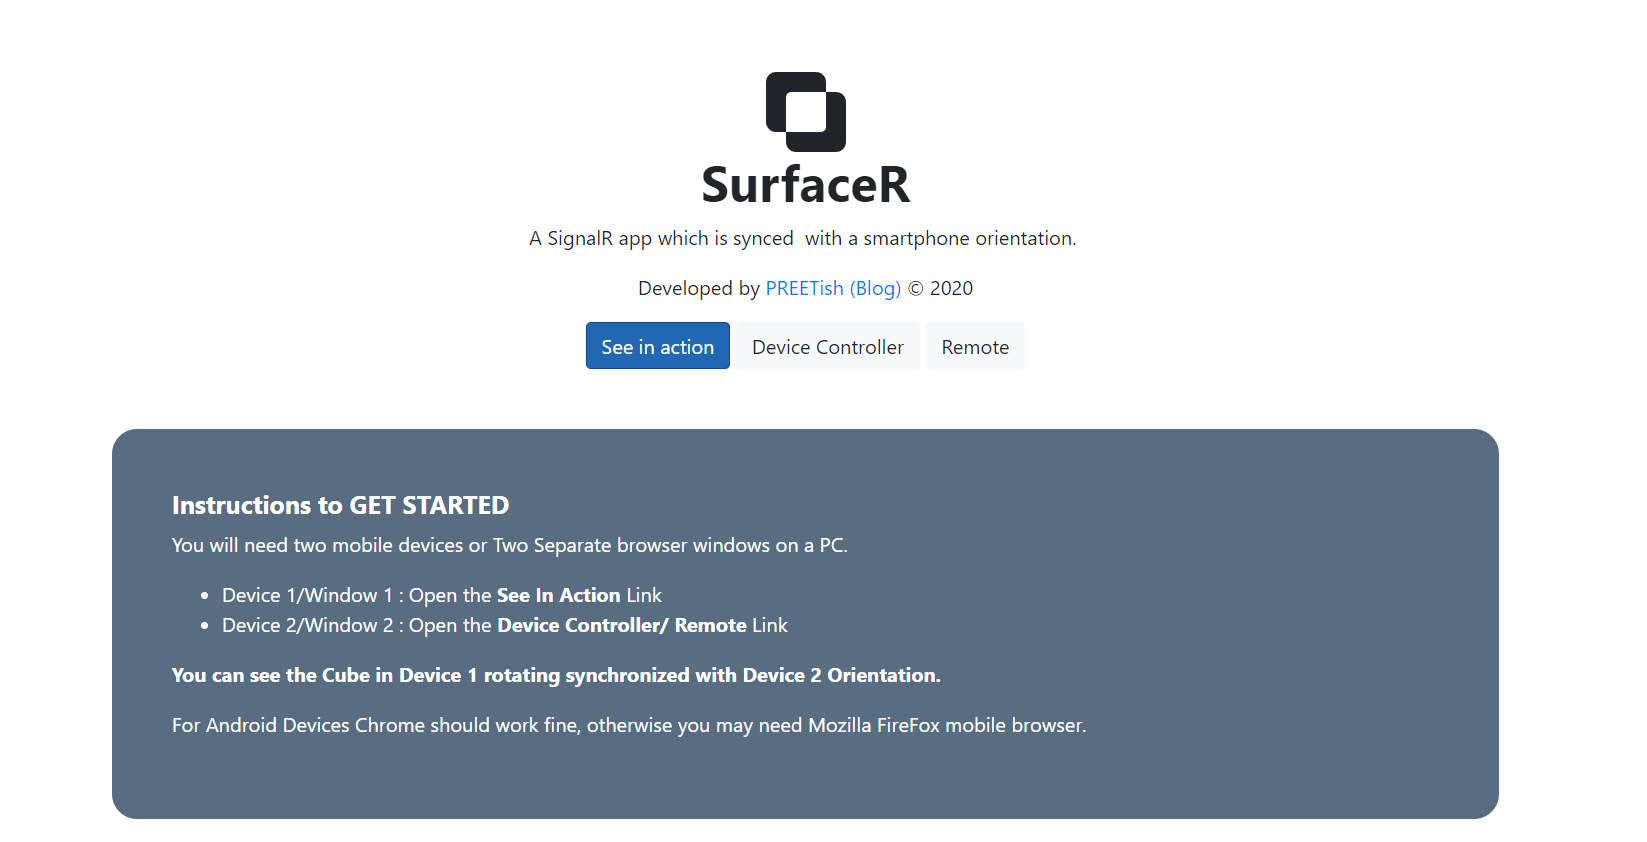 SurfaceR
A SignalR app which is synced  with a smartphone orientation.
Developed by PREETish (Blog) © 2020
See in action Device Controller Remote
Instructions to GET STARTED
You will need two mobile devices or Two Separate browser windows on a PC.
• Device 1/Window 1 : Open the See In Action Link
• Device 2/Window 2 : Open the Device Controller/ Remote Link
You can see the Cube in Device 1 rotating synchronized with Device 2 Orientation.
For Android Devices Chrome should work fine, otherwise you may need Mozilla FireFox mobile browser.